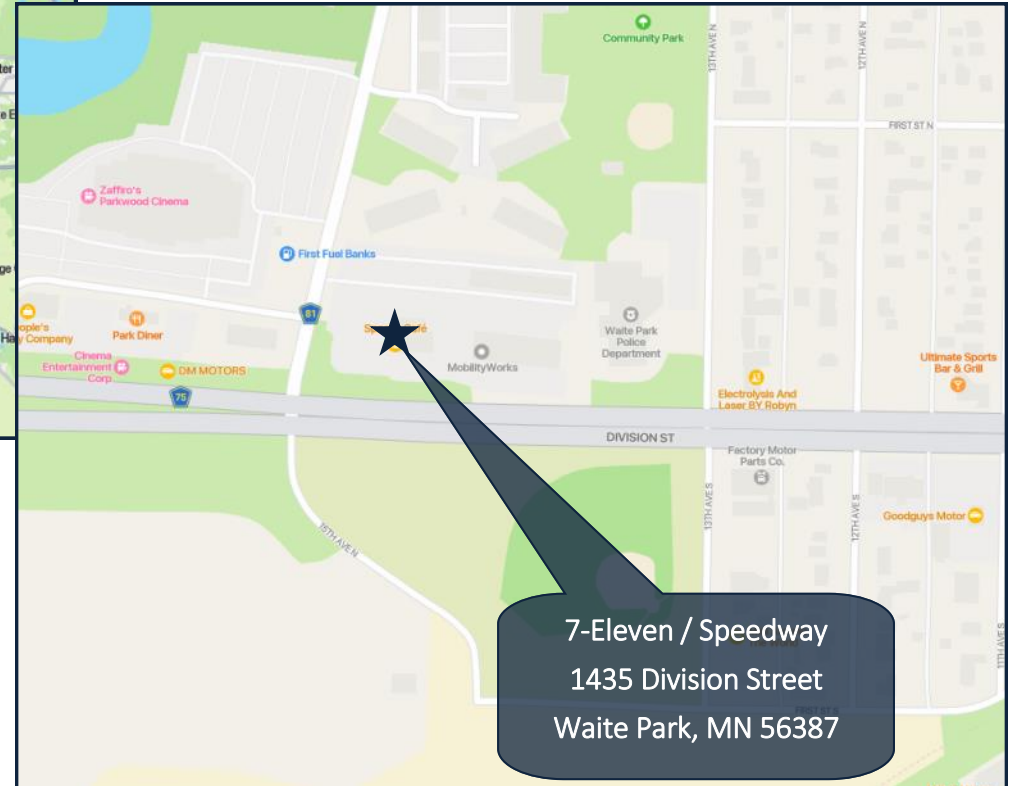 Community Park
13TH AVE N
12TH AVE N
FIRST ST N
Zaffiro's
Parkwood Cinema
First Fuel Banks
81
Park Diner
Waite Park
Police
Department
MobilityWorks
Cinema
Entertainment
Corp
DM MOTORS
75
Ultimate Sports
Bar & Grill
Electrolysis And
Laser BY Robyn
DIVISION ST
Factory Motor
Parts Co.
13TH AVE S
12TH AVE S
Goodguys Motor
15TH AVE N
11TH AVE S
7-Eleven / Speedway
1435 Division Street
Waite Park, MN 56387
FIRST ST S